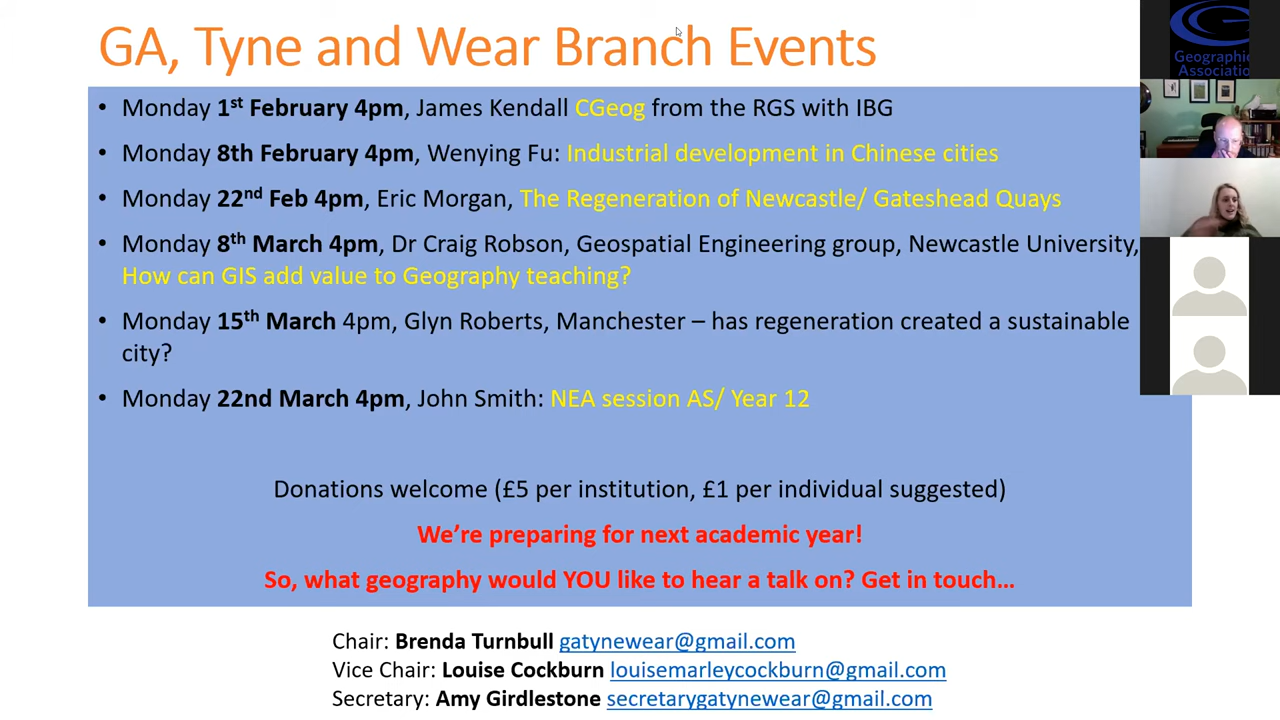 GA, Tyne and Wear Branch Events
• Monday 1st February 4pm, James Kendall CGeog from the RGS with IBG
• Monday 8th February 4pm, Wenying Fu: Industrial development in Chinese cities
• Monday 22nd Feb 4pm, Eric Morgan, The Regeneration of Newcastle/ Gateshead Quays
• Monday 8th March 4pm, Dr Craig Robson, Geospatial Engineering group, Newcastle University,
How can GIS add value to Geography teaching?
• Monday 15th March 4pm, Glyn Roberts, Manchester – has regeneration created a sustainable
city?
• Monday 22nd March 4pm, John Smith: NEA session AS/ Year 12
Donations welcome (£5 per institution, £1 per individual suggested)
We’re preparing for next academic year!
So, what geography would YOU like to hear a talk on? Get in touch…
Chair: Brenda Turnbull gatynewear@gmail.com
Vice Chair: Louise Cockburn louisemarleycockburn@gmail.com
Secretary: Amy Girdlestone secretarygatynewear@gmail.com
Geographic
Associatio